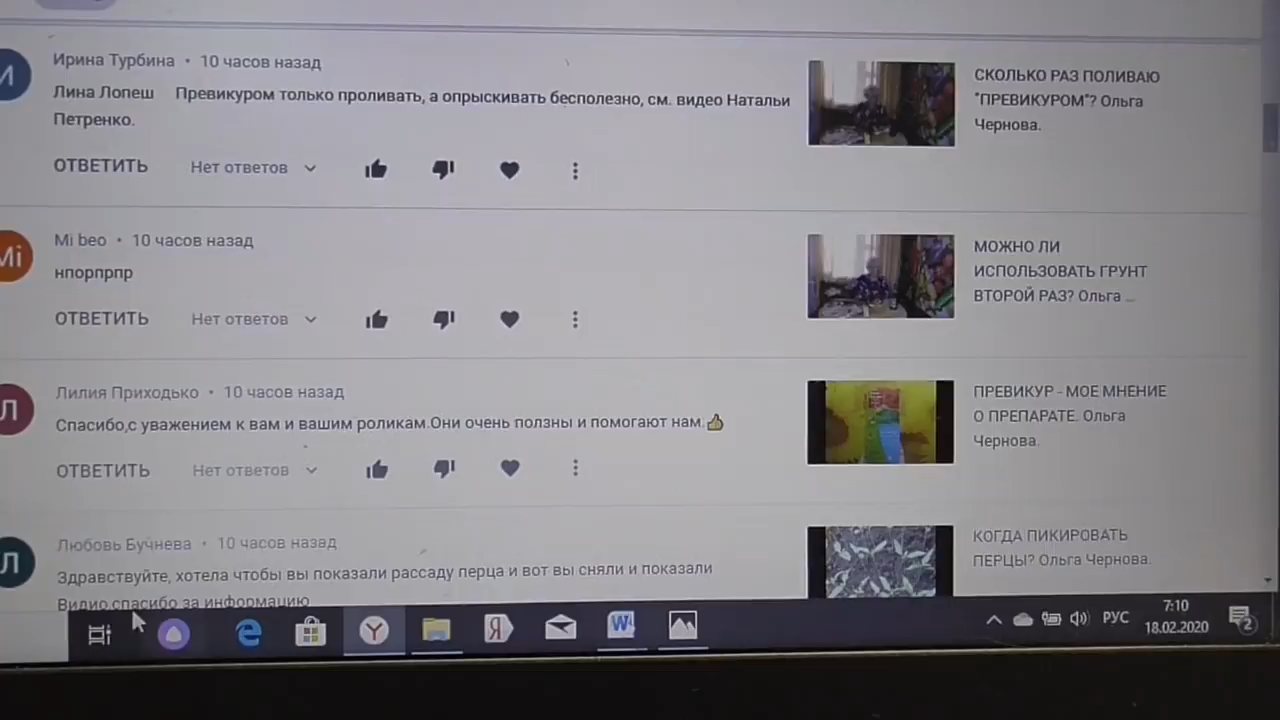 И
Ирина Турбина • 10 часов назад
Лина Лопеш Превикуром только проливать, а опрыскивать бесполезно, см. видео Натальи
Петренко.
ОТВЕТИТЬ Нет ответов
СКОЛЬКО РАЗ ПОЛИВАЮ
"ПРЕВИКУРОМ"? Ольга
Чернова.
Mi
Mi beo • 10 часов назад
нпорпрпр
ОТВЕТИТЬ Нет ответов
МОЖНО ЛИ
ИСПОЛЬЗОВАТЬ ГРУНТ
ВТОРОЙ РАЗ? Ольга ...
Л
Лилия Приходько • 10 часов назад
Спасибо,с уважением к вам и вашим роликам.Они очень ползны и помогают нам.👍
ОТВЕТИТЬ Нет ответов
ПРЕВИКУР - МОЕ МНЕНИЕ
О ПРЕПАРАТЕ. Ольга
Чернова.
Л
Любовь Бучнева • 10 часов назад
Здравствуйте, хотела чтобы вы показали рассаду перца и вот вы сняли и показали
Видио.спасибо за информацию
КОГДА ПИКИРОВАТЬ
ПЕРЦЫ? Ольга Чернова.
РУС
7:10
18.02.2020
2